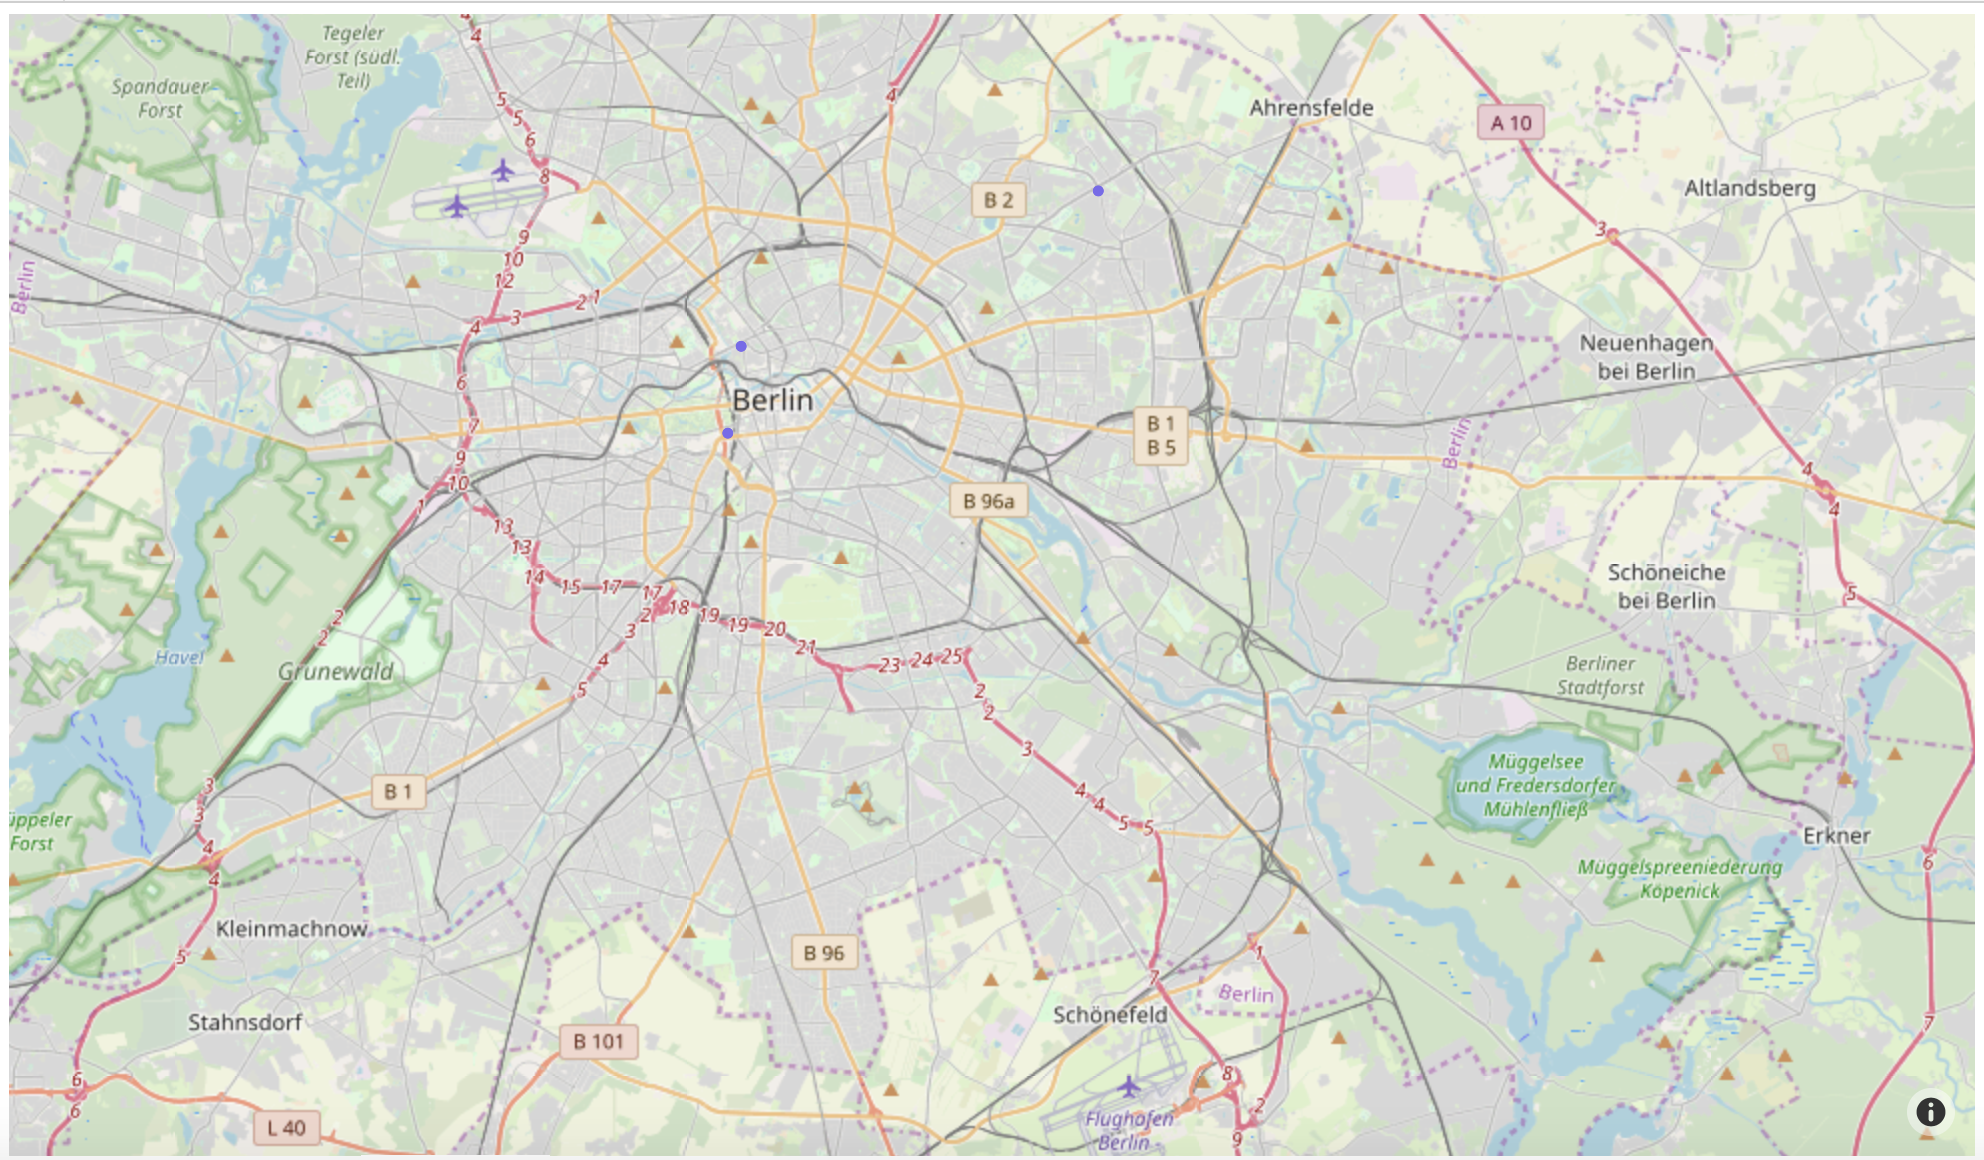 Tegeler
Forst (südl.
Teil)
Spandauer
Forst
Ahrensfelde
A 10
Altlandsberg
B 2
Berlin
Neuenhagen
bei Berlin
Berlin
B 1
B 5
Berlin
B 96a
Schöneiche
bei Berlin
Havel
Grunewald
Berliner
Stadtforst
Müggelsee
und Fredersdorfer
Mühlenfließ
B 1
üppeler
Forst
Erkner
Müggelspreeniederung
Köpenick
Kleinmachnow
B 96
Berlin
Stahnsdorf
Schönefeld
B 101
L 40
Flughafen
Berlin -
4
5
5
6
8
9
10
12
4
3
2
1
6
7
9
10
1
13
13
14
15
17
17
18
19
19
20
21
23
24
25
2
2
3
4
4
5
5
7
8
9
1
2
2
3
4
5
2
2
3
3
4
4
5
6
6
4
3
4
4
5
6
7